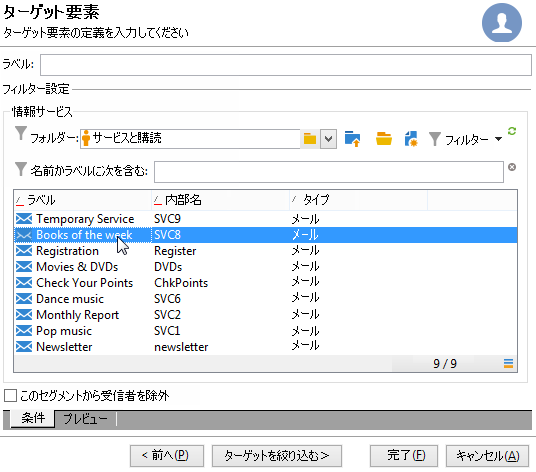 ターゲット要素
ターゲット要素の定義を入力してください
ラベル:
フィルター設定
情報サービス
フォルダー: サービスと購読 フィルター
名前かラベルに次を含む:
ラベル 内部名 タイプ
Temporary Service SVC9 メール
Books of the week SVC8 メール
Registration Register メール
Movies & DVDs DVDs メール
Check Your Points ChkPoints メール
Dance music SVC6 メール
Monthly Report SVC2 メール
Pop music SVC1 メール
Newsletter newsletter メール
9 / 9
このセグメントから受信者を除外
条件 プレビュー
< 前へ(P) ターゲットを絞り込む> 完了(F) キャンセル(A)